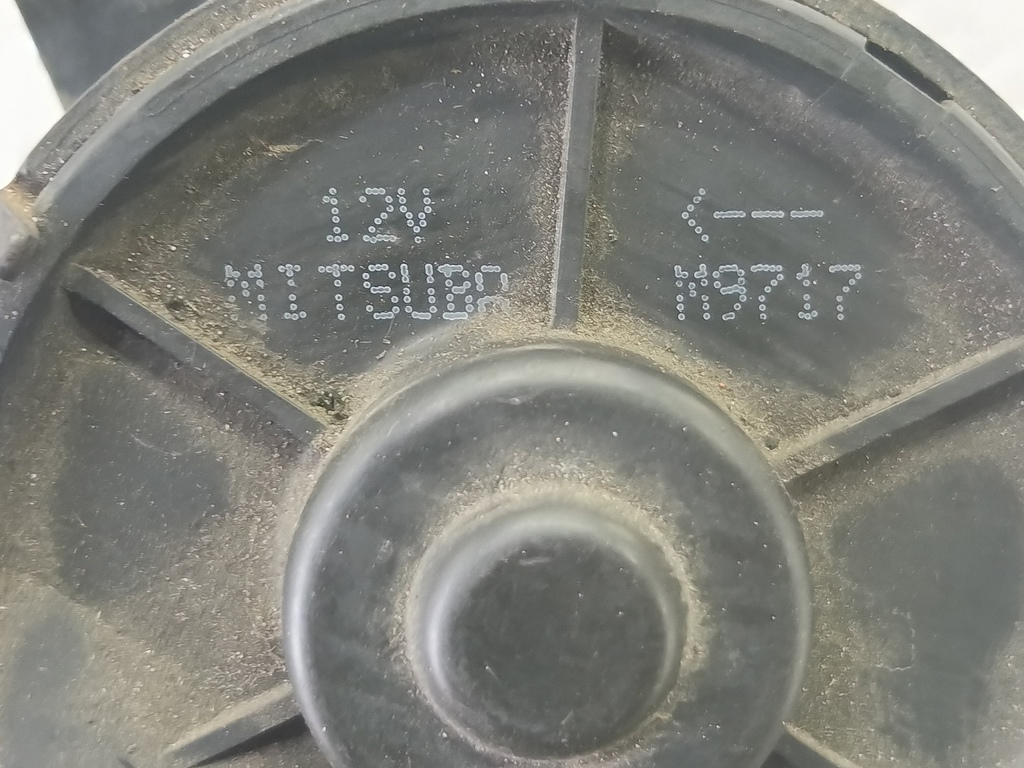 12V
MITSUBA
<---
M9717